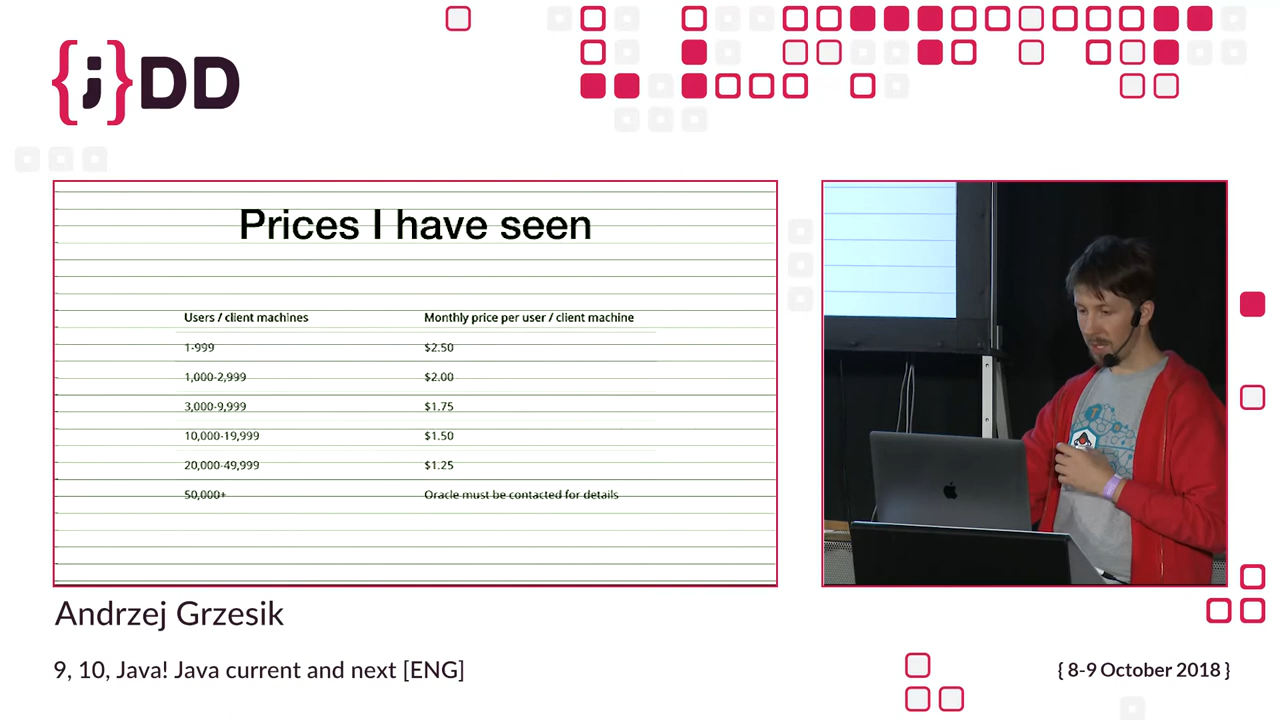 {j}DD
Prices I have seen
Users / client machines Monthly price per user / client machine
1-999 $2.50
1,000-2,999 $2.00
3,000-9,999 $1.75
10,000-19,999 $1.50
20,000-49,999 $1.25
50,000+ Oracle must be contacted for details
Andrzej Grzesik
9, 10, Java! Java current and next [ENG]
{ 8-9 October 2018 }